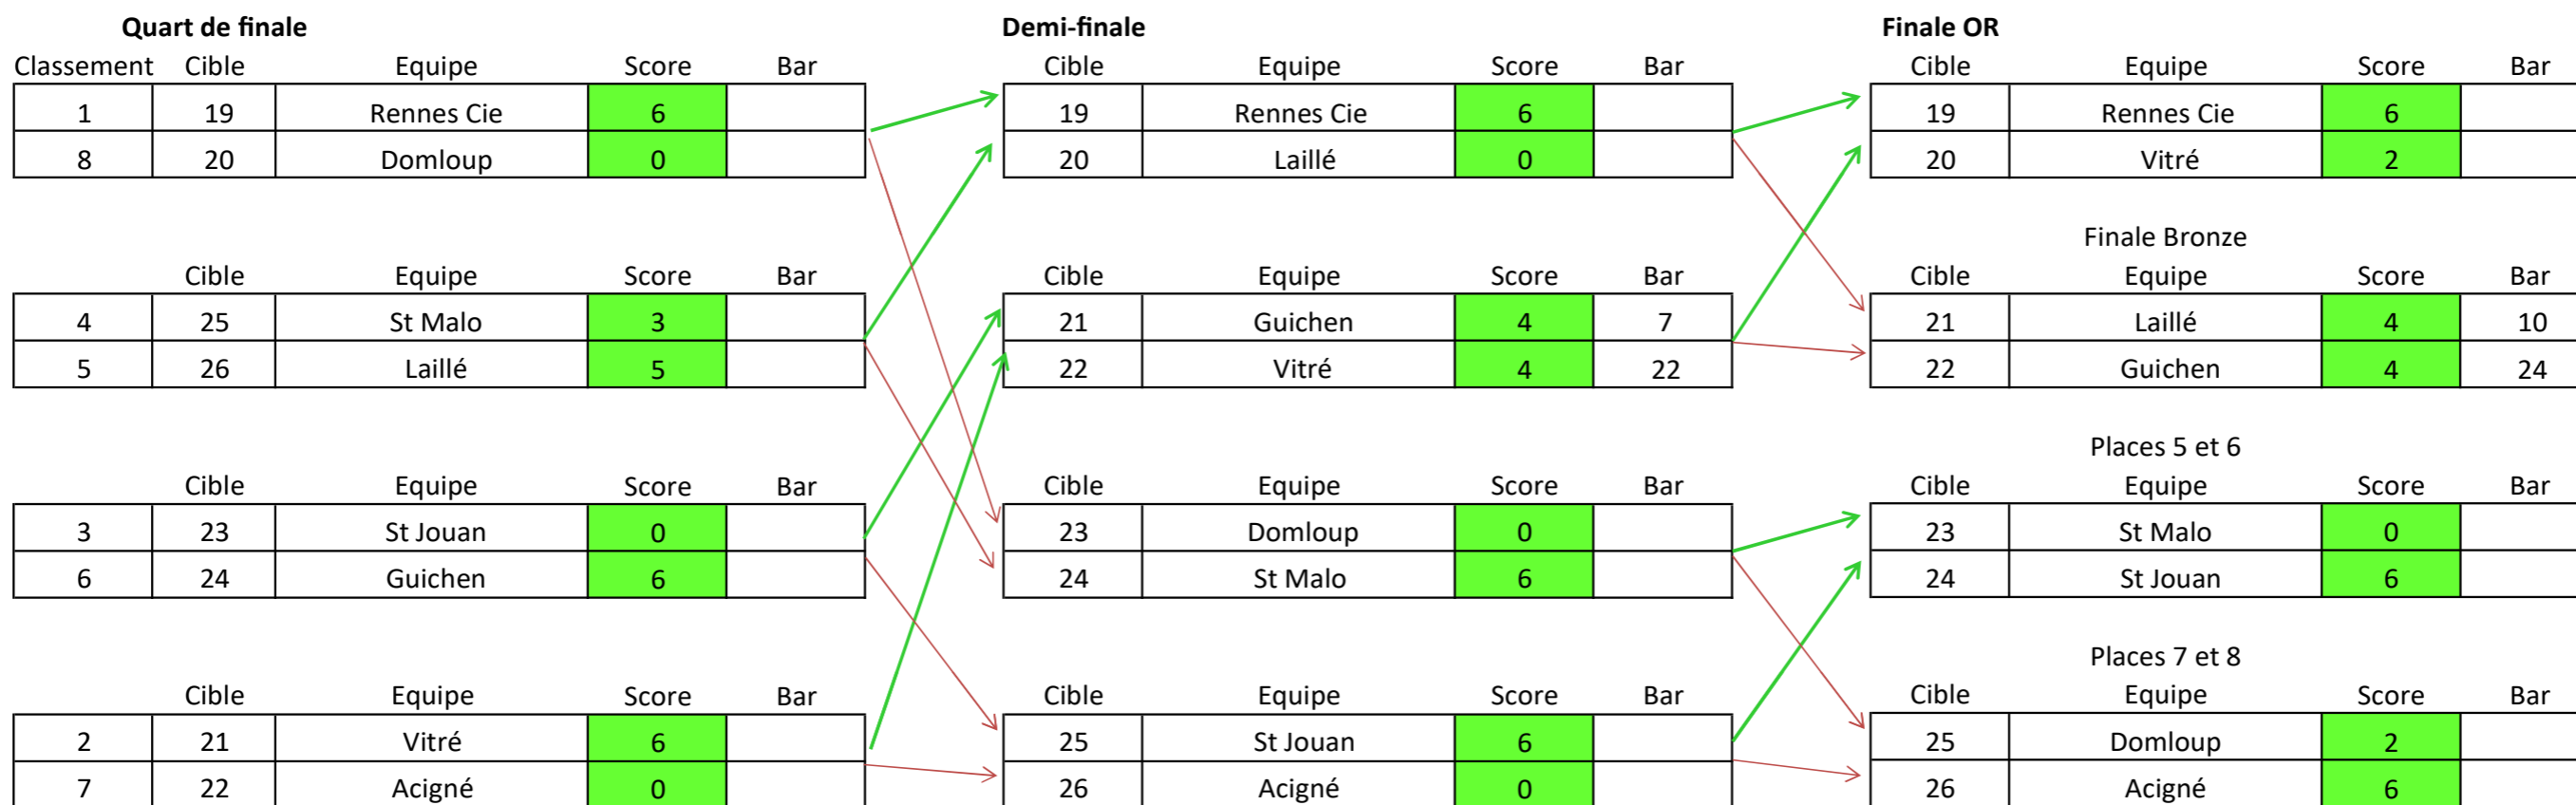 Quart de finale Demi-finale Finale OR
Classement Cible Equipe Score Bar Cible Equipe Score Bar Cible Equipe Score Bar
1 19 Rennes Cie 6 19 Rennes Cie 6 19 Rennes Cie 6
8 20 Domloup 0 20 Laillé 0 20 Vitré 2
Finale Bronze
Cible Equipe Score Bar Cible Equipe Score Bar Cible Equipe Score Bar
4 25 St Malo 3 21 Guichen 4 7 21 Laillé 4 10
5 26 Laillé 5 22 Vitré 4 22 22 Guichen 4 24
Places 5 et 6
Cible Equipe Score Bar Cible Equipe Score Bar Cible Equipe Score Bar
3 23 St Jouan 0 23 Domloup 0 23 St Malo 0
6 24 Guichen 6 24 St Malo 6 24 St Jouan 6
Places 7 et 8
Cible Equipe Score Bar Cible Equipe Score Bar Cible Equipe Score Bar
2 21 Vitré 6 25 St Jouan 6 25 Domloup 2
7 22 Acigné 0 26 Acigné 0 26 Acigné 6